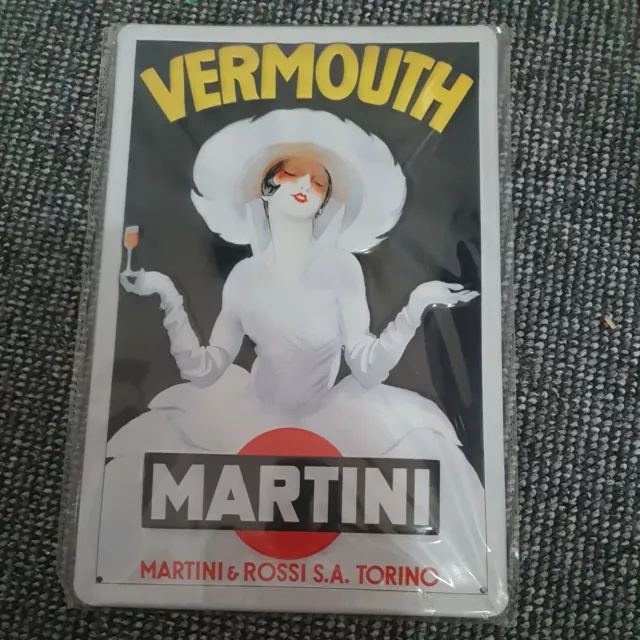 VERMOUTH
MARTINI
MARTINI & ROSSI S.A. TORINO